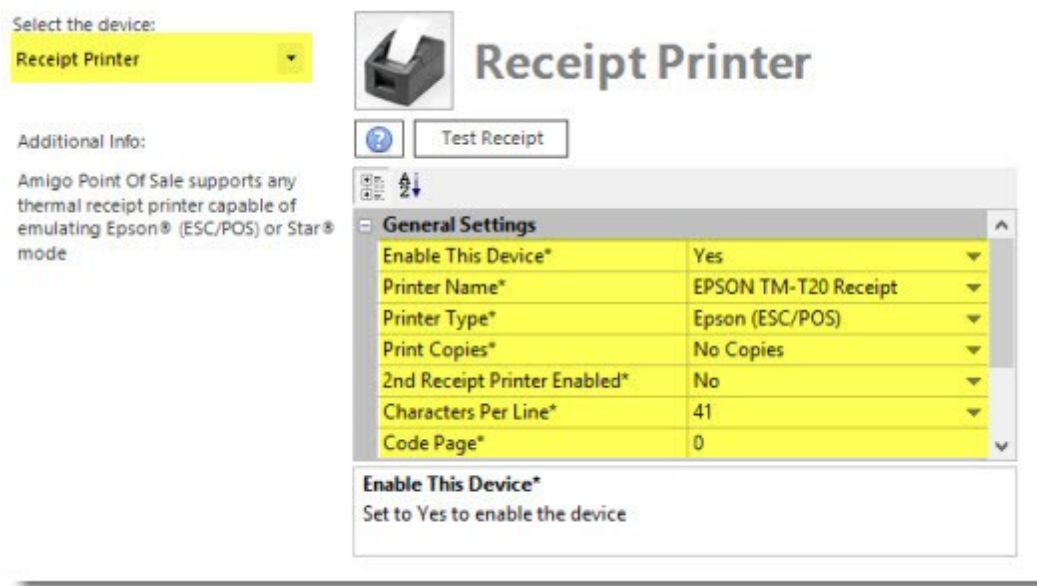 Select the device:
Receipt Printer
Additional Info:
Amigo Point Of Sale supports any
thermal receipt printer capable of
emulating Epson® (ESC/POS) or Star®
mode
Receipt Printer
Test Receipt
General Settings
Enable This Device* Yes
Printer Name* EPSON TM-T20 Receipt
Printer Type* Epson (ESC/POS)
Print Copies* No Copies
2nd Receipt Printer Enabled* No
Characters Per Line* 41
Code Page* 0
Enable This Device*
Set to Yes to enable the device